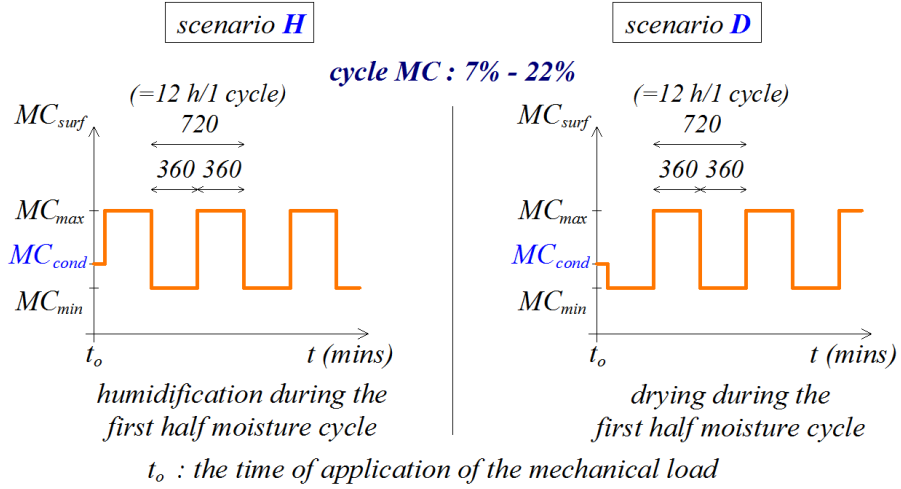 scenario H
scenario D
cycle MC : 7% - 22%
(=12 h/1 cycle)
720
360 360
MCsurf
MCmax
MCcond
MCmin
to
t (mins)
humidification during the
first half moisture cycle
(=12 h/1 cycle)
720
360 360
MCsurf
MCmax
MCcond
MCmin
to
t (mins)
drying during the
first half moisture cycle
to : the time of application of the mechanical load